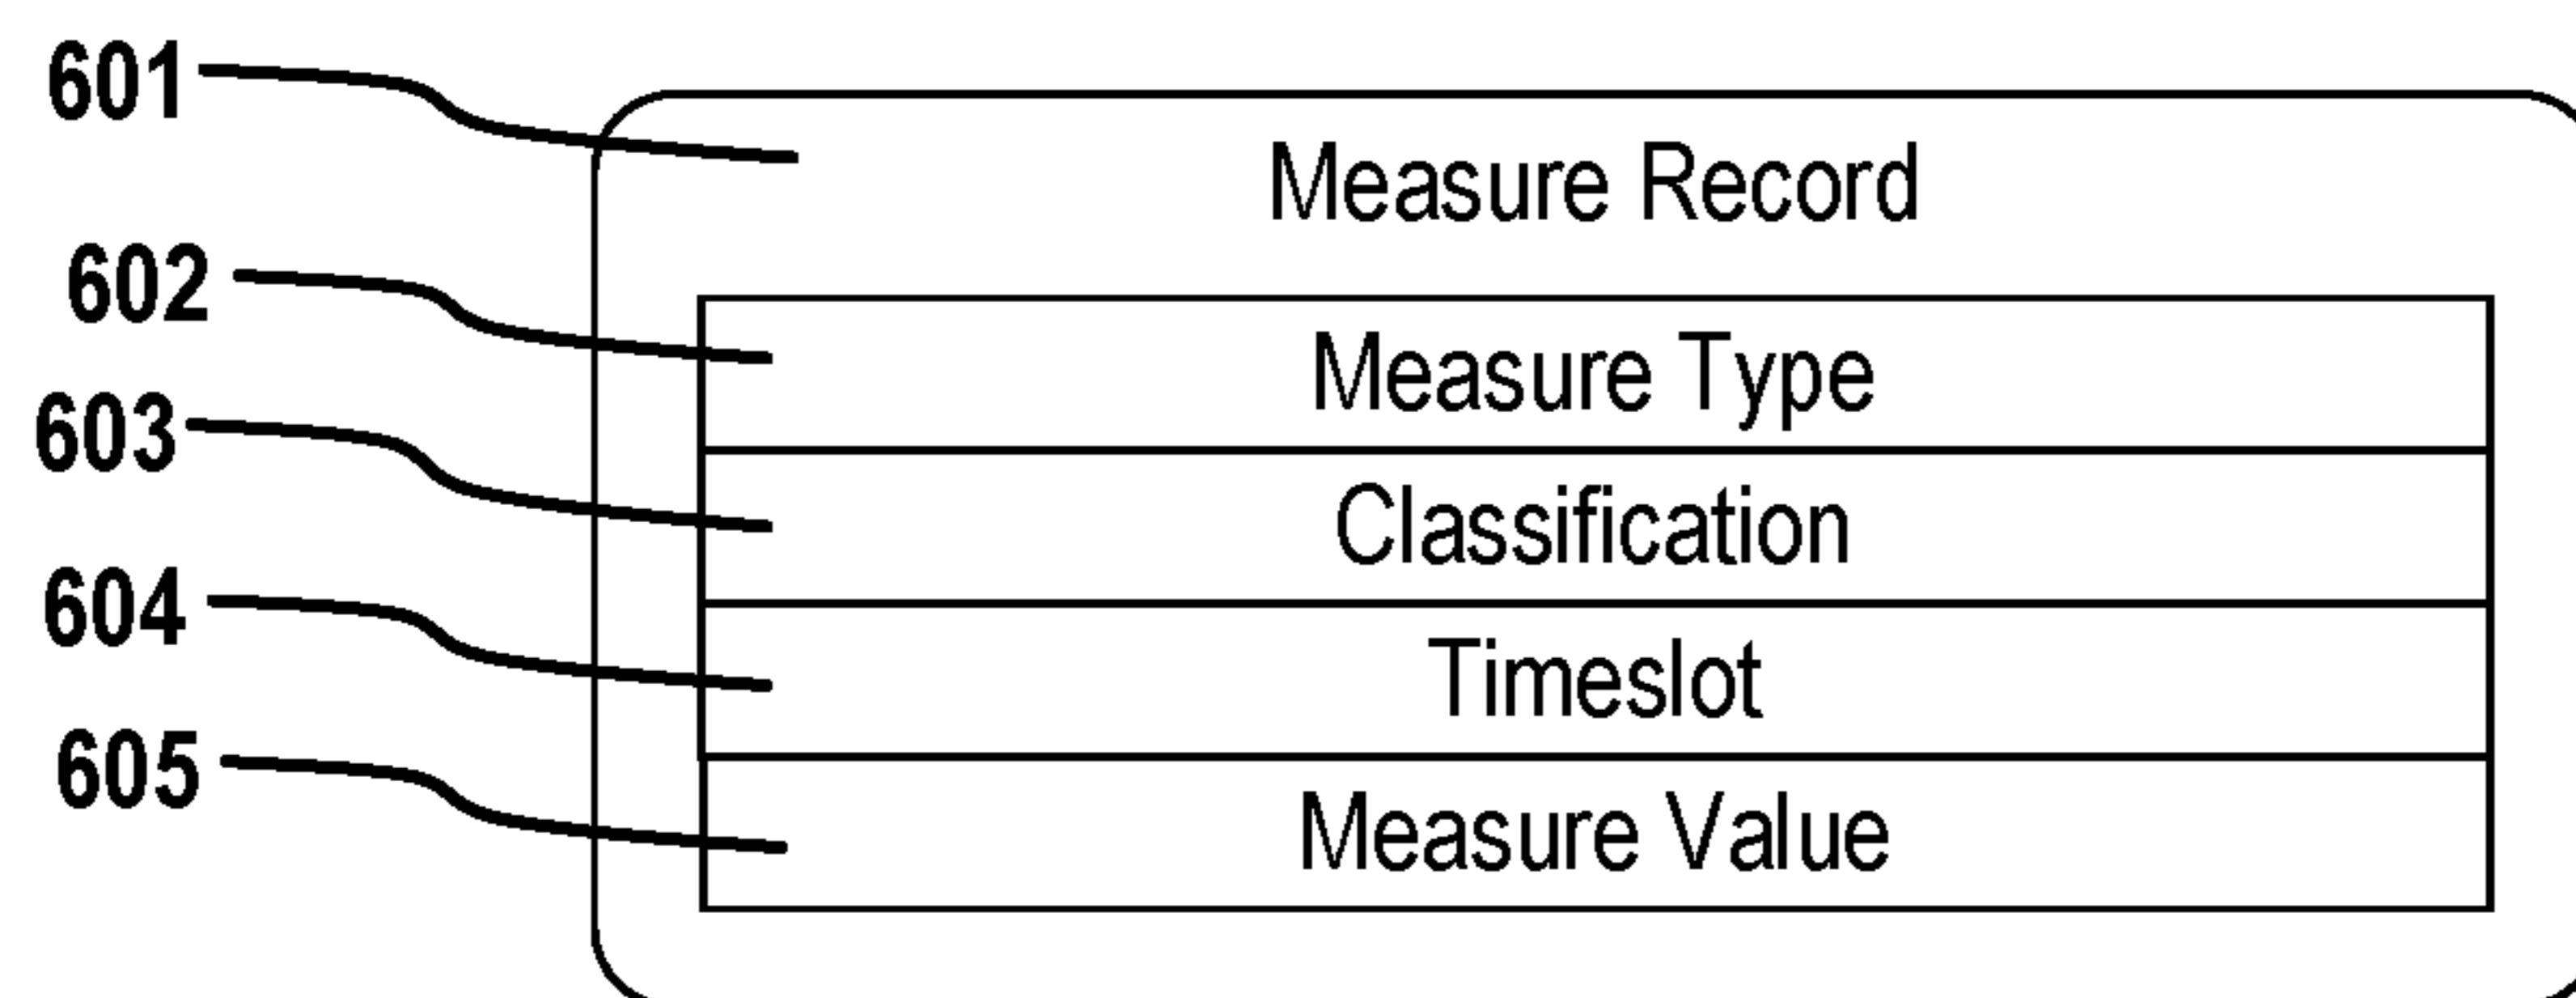 601
Measure Record
602
Measure Type
603
Classification
604
Timeslot
605
Measure Value